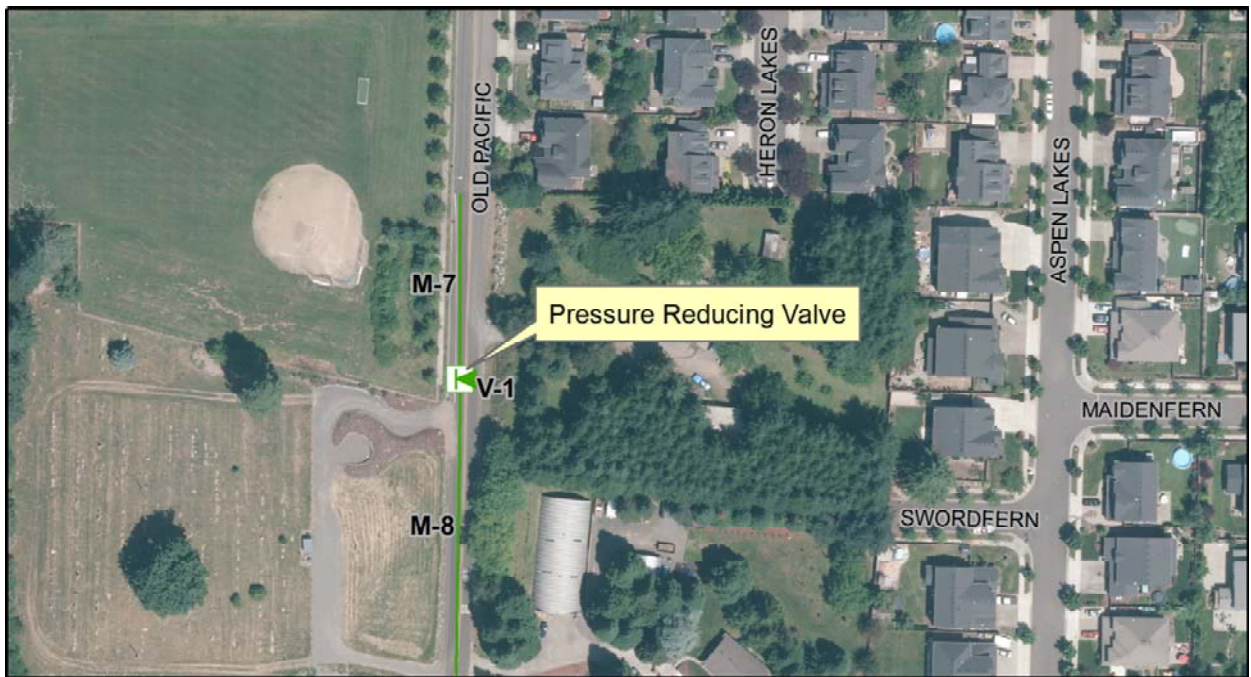 OLD PACIFIC
HERON LAKES
ASPEN LAKES
M-7
Pressure Reducing Valve
V-1
MAIDENFERN
M-8
SWORDFERN